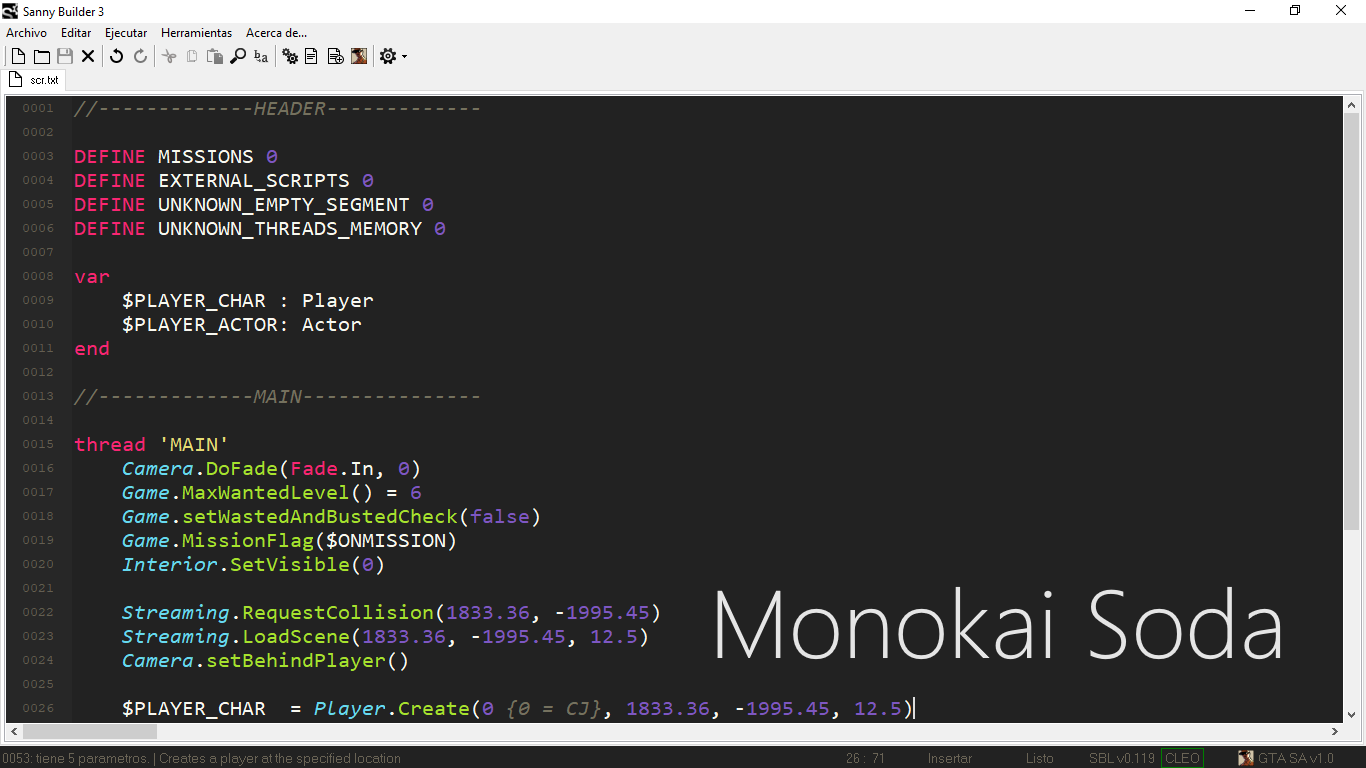 Sanny Builder 3
Archivo Editar Ejecutar Herramientas Acerca de...
ba
scr.txt
0001 //-------------HEADER-------------
0002
0003 DEFINE MISSIONS 0
0004 DEFINE EXTERNAL_SCRIPTS 0
0005 DEFINE UNKNOWN_EMPTY_SEGMENT 0
0006 DEFINE UNKNOWN_THREADS_MEMORY 0
0007
0008 var
0009     $PLAYER_CHAR : Player
0010     $PLAYER_ACTOR: Actor
0011 end
0012
0013 //-------------MAIN---------------
0014
0015 thread 'MAIN'
0016     Camera.DoFade(Fade.In, 0)
0017     Game.MaxWantedLevel() = 6
0018     Game.setWastedAndBustedCheck(false)
0019     Game.MissionFlag($ONMISSION)
0020     Interior.SetVisible(0)
0021
0022     Streaming.RequestCollision(1833.36, -1995.45)
0023     Streaming.LoadScene(1833.36, -1995.45, 12.5)
0024     Camera.setBehindPlayer()
0025
0026     $PLAYER_CHAR  = Player.Create(0 {0 = CJ}, 1833.36, -1995.45, 12.5)
Monokai Soda
0053: tiene 5 parametros. | Creates a player at the specified location 26 : 71 Insertar Listo SBL v0.119 CLEO GTA SA v1.0